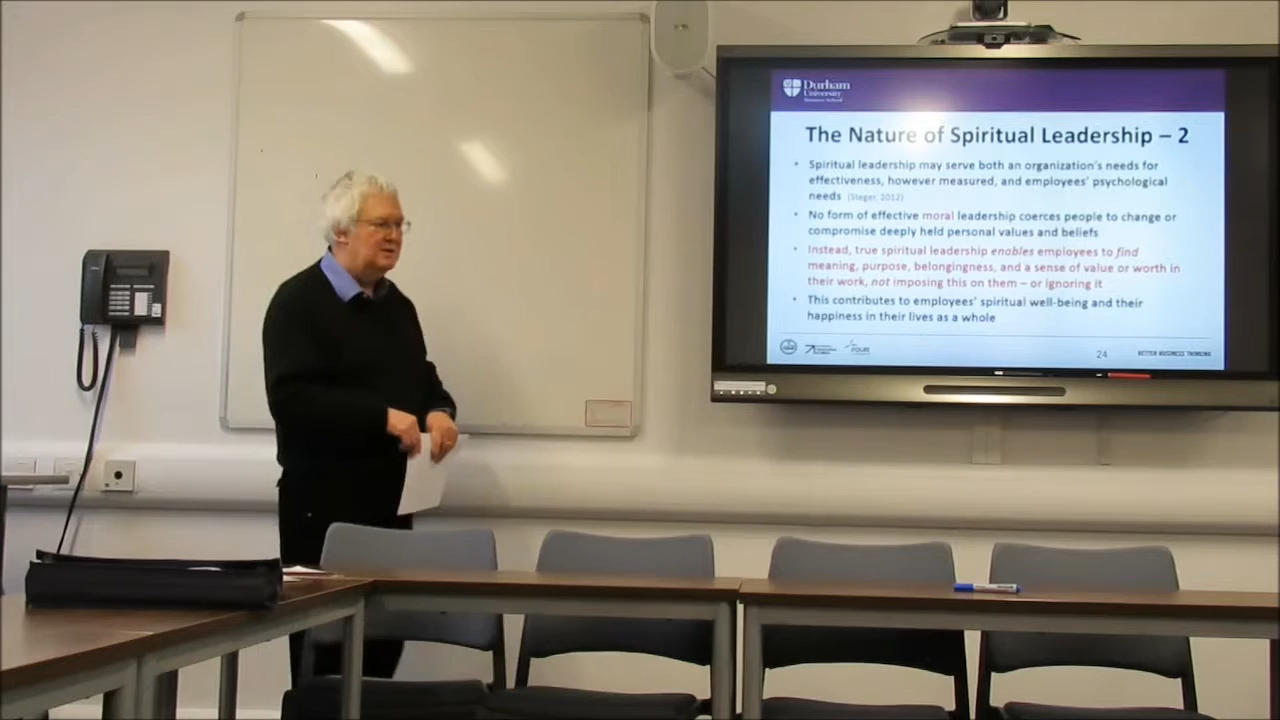 Durham
University
Business School
The Nature of Spiritual Leadership – 2
• Spiritual leadership may serve both an organization's needs for
effectiveness, however measured, and employees' psychological
needs (Steger, 2012)
• No form of effective moral leadership coerces people to change or
compromise deeply held personal values and beliefs
• Instead, true spiritual leadership enables employees to find
meaning, purpose, belongingness, and a sense of value or worth in
their work, not imposing this on them – or ignoring it
• This contributes to employees' spiritual well-being and their
happiness in their lives as a whole
24
BETTER BUSINESS THINKING